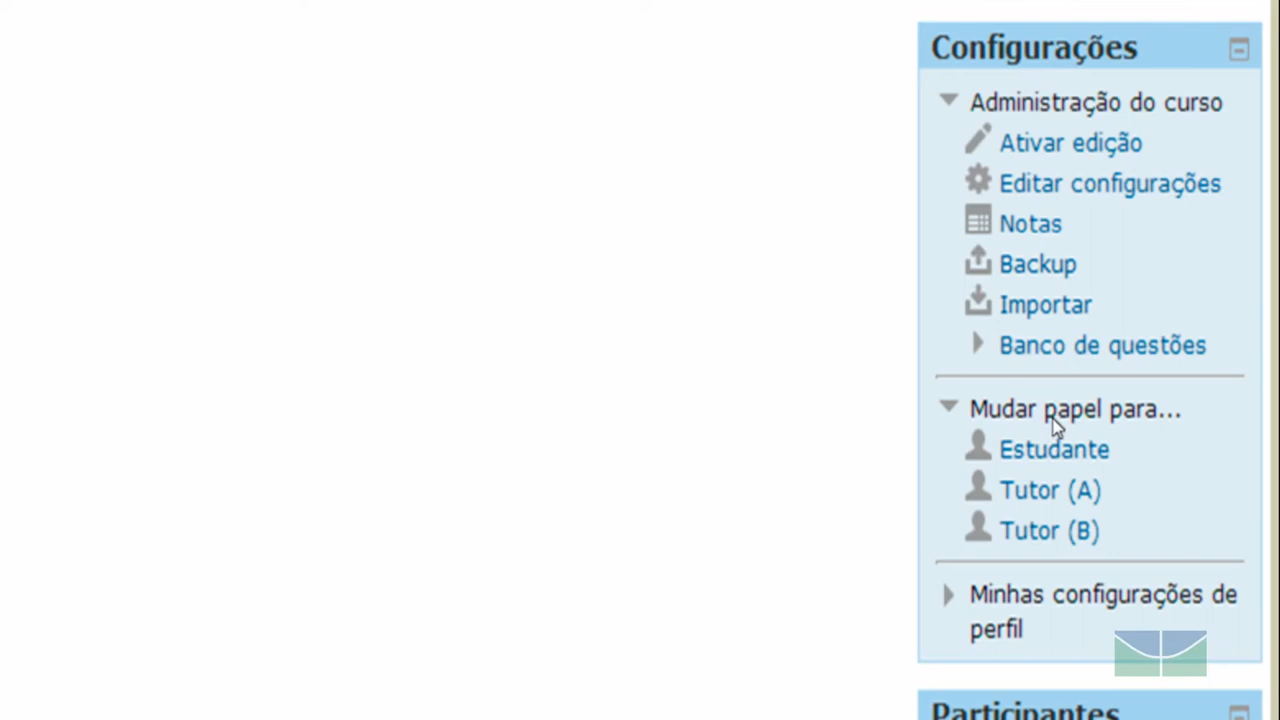 Configurações
Administração do curso
Ativar edição
Editar configurações
Notas
Backup
Importar
Banco de questões
Mudar papel para...
Estudante
Tutor (A)
Tutor (B)
Minhas configurações de
perfil
Participantes